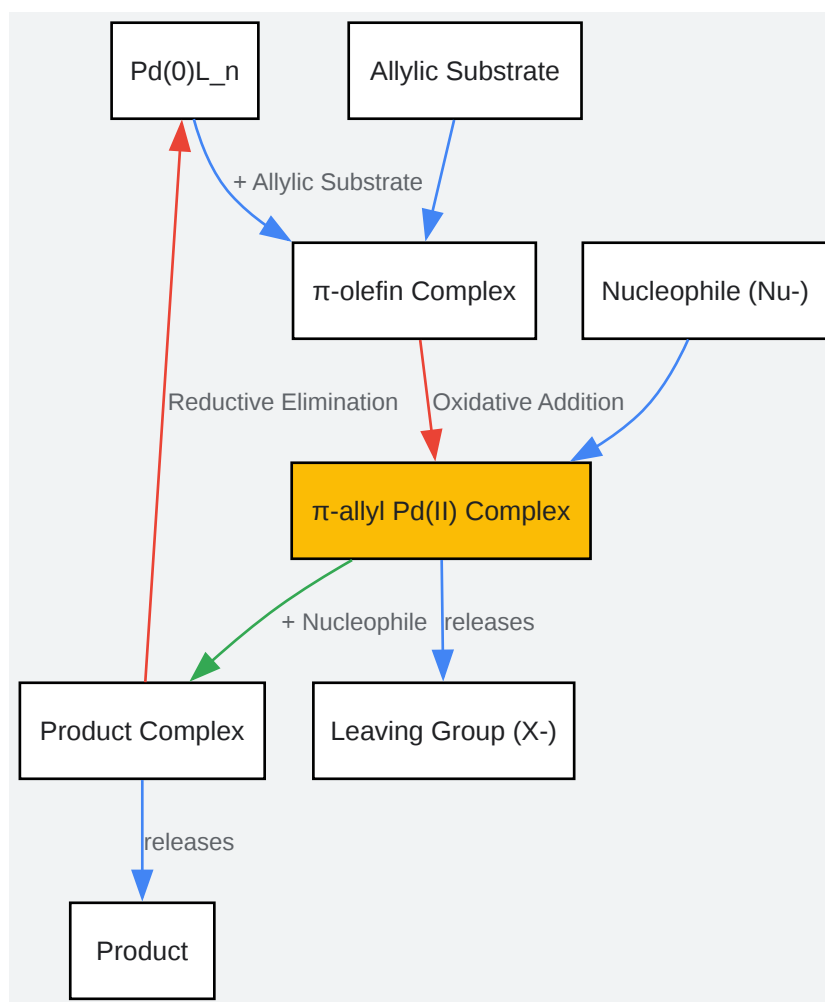 Pd(0)L_n
Allylic Substrate
+ Allylic Substrate
π-olefin Complex
Nucleophile (Nu-)
Reductive Elimination
Oxidative Addition
π-allyl Pd(II) Complex
+ Nucleophile
releases
Product Complex
Leaving Group (X-)
releases
Product